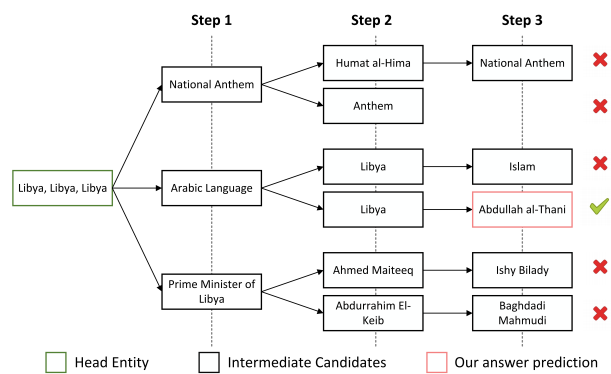 Step 1 Step 2 Step 3
Humat al-Hima National Anthem
National Anthem
Anthem
Libya Islam
Libya, Libya, Libya Arabic Language
Libya Abdullah al-Thani
Ahmed Maiteeq Ishy Bilady
Prime Minister of
Libya
Abdurrahim El-
Keib
Baghdadi
Mahmudi
Head Entity Intermediate Candidates Our answer prediction